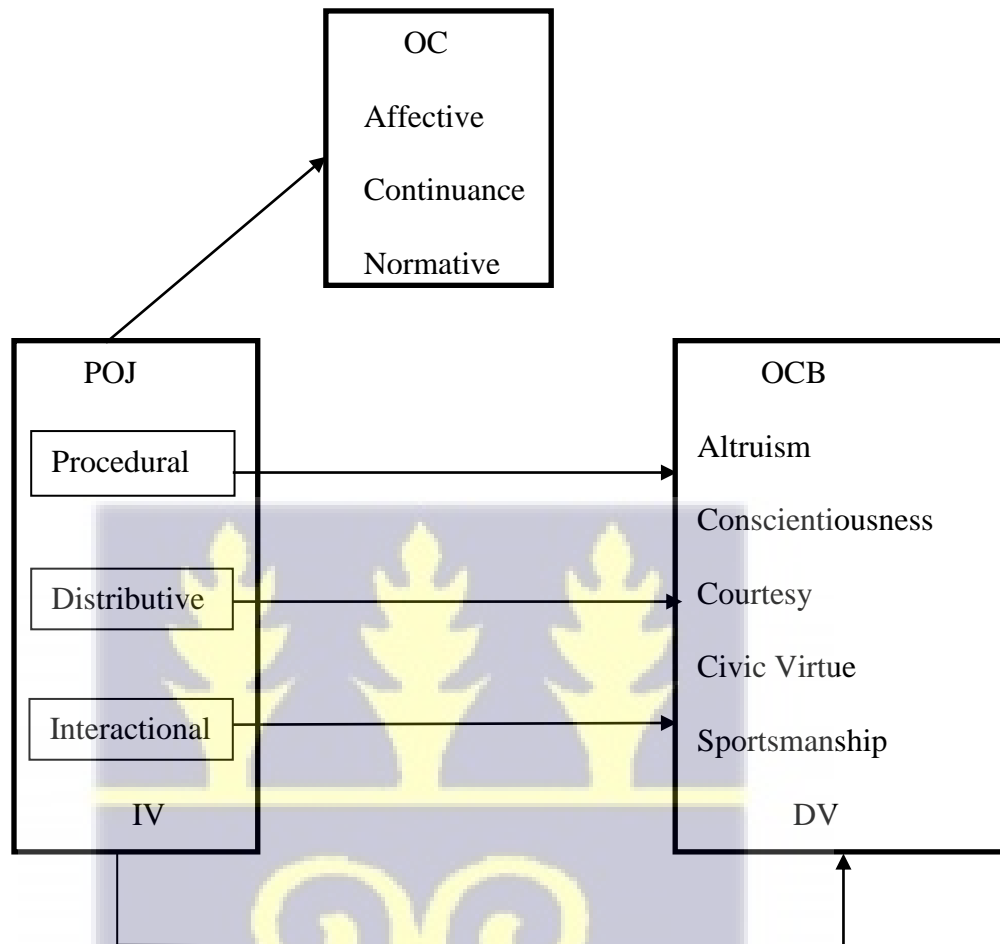 OC
Affective
Continuance
Normative
POJ
Procedural
Distributive
Interactional
IV
OCB
Altruism
Conscientiousness
Courtesy
Civic Virtue
Sportsmanship
DV